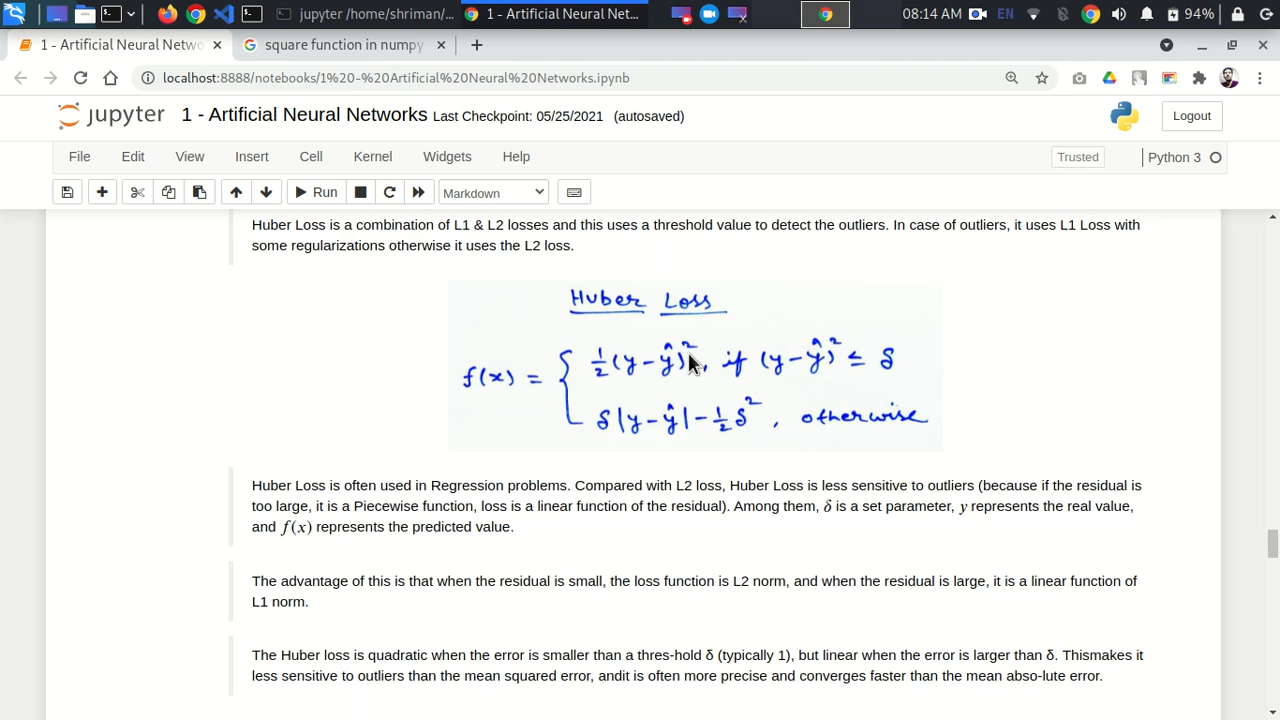 jupyter /home/shriman/...
1 - Artificial Neural Net...
08:14 AM
EN
94%
1 - Artificial Neural Netwo
square function in numpy
localhost:8888/notebooks/1%20-%20Artificial%20Neural%20Networks.ipynb
jupyter 1 - Artificial Neural Networks Last Checkpoint: 05/25/2021 (autosaved)
Logout
File Edit View Insert Cell Kernel Widgets Help
Trusted
Python 3
Run
Markdown
Huber Loss is a combination of L1 & L2 losses and this uses a threshold value to detect the outliers. In case of outliers, it uses L1 Loss with
some regularizations otherwise it uses the L2 loss.
Huber Loss
f(x) = { ½(y-ŷ)², if (y-ŷ)² ≤ δ
δ|y-ŷ|-½δ², otherwise
Huber Loss is often used in Regression problems. Compared with L2 loss, Huber Loss is less sensitive to outliers (because if the residual is
too large, it is a Piecewise function, loss is a linear function of the residual). Among them, δ is a set parameter, y represents the real value,
and f(x) represents the predicted value.
The advantage of this is that when the residual is small, the loss function is L2 norm, and when the residual is large, it is a linear function of
L1 norm.
The Huber loss is quadratic when the error is smaller than a thres-hold δ (typically 1), but linear when the error is larger than δ. Thismakes it
less sensitive to outliers than the mean squared error, andit is often more precise and converges faster than the mean abso-lute error.